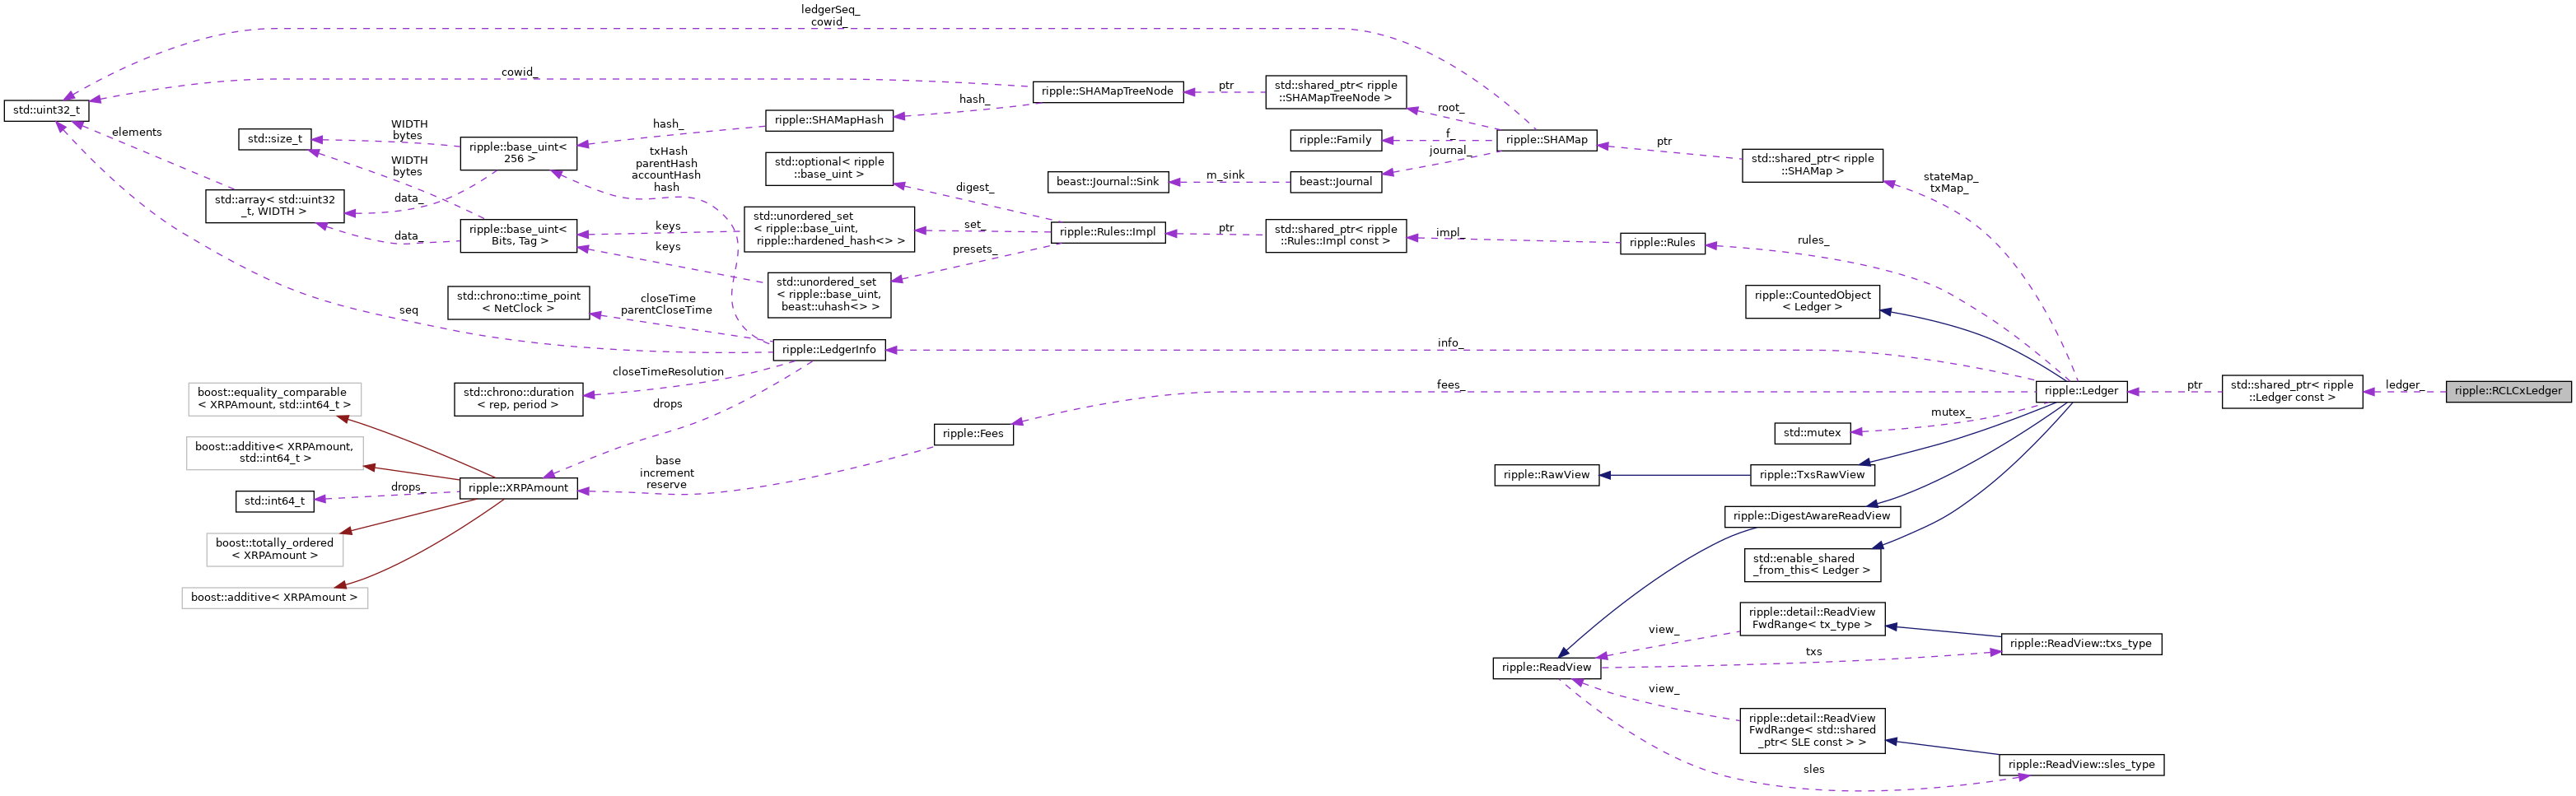 ledgerSeq_
cowid_
cowid_
std::uint32_t
elements
std::size_t
WIDTH
bytes
WIDTH
bytes
std::array< std::uint32
_t, WIDTH >
data_
data_
seq
ripple::base_uint<
256 >
ripple::base_uint<
Bits, Tag >
hash_
txHash
parentHash
accountHash
hash
keys
keys
ripple::SHAMapHash
hash_
ripple::SHAMapTreeNode
ptr
std::shared_ptr< ripple
::SHAMapTreeNode >
root_
ripple::Family
f_
journal_
ripple::SHAMap
ptr
std::shared_ptr< ripple
::SHAMap >
stateMap_
txMap_
std::optional< ripple
::base_uint >
digest_
beast::Journal::Sink
m_sink
beast::Journal
std::unordered_set
< ripple::base_uint,
ripple::hardened_hash<> >
set_
presets_
ripple::Rules::Impl
ptr
std::shared_ptr< ripple
::Rules::Impl const >
impl_
ripple::Rules
rules_
std::unordered_set
< ripple::base_uint,
beast::uhash<> >
std::chrono::time_point
< NetClock >
closeTime
parentCloseTime
ripple::CountedObject
< Ledger >
ripple::LedgerInfo
info_
closeTimeResolution
std::chrono::duration
< rep, period >
drops
fees_
ripple::Ledger
ptr
std::shared_ptr< ripple
::Ledger const >
ledger_
ripple::RCLCxLedger
boost::equality_comparable
< XRPAmount, std::int64_t >
boost::additive< XRPAmount,
std::int64_t >
std::int64_t
drops_
boost::totally_ordered
< XRPAmount >
boost::additive< XRPAmount >
ripple::XRPAmount
base
increment
reserve
ripple::Fees
mutex_
std::mutex
ripple::RawView
ripple::TxsRawView
ripple::DigestAwareReadView
std::enable_shared
_from_this< Ledger >
ripple::detail::ReadView
FwdRange< tx_type >
view_
ripple::ReadView::txs_type
txs
ripple::ReadView
view_
ripple::detail::ReadView
FwdRange< std::shared
_ptr< SLE const > >
ripple::ReadView::sles_type
sles